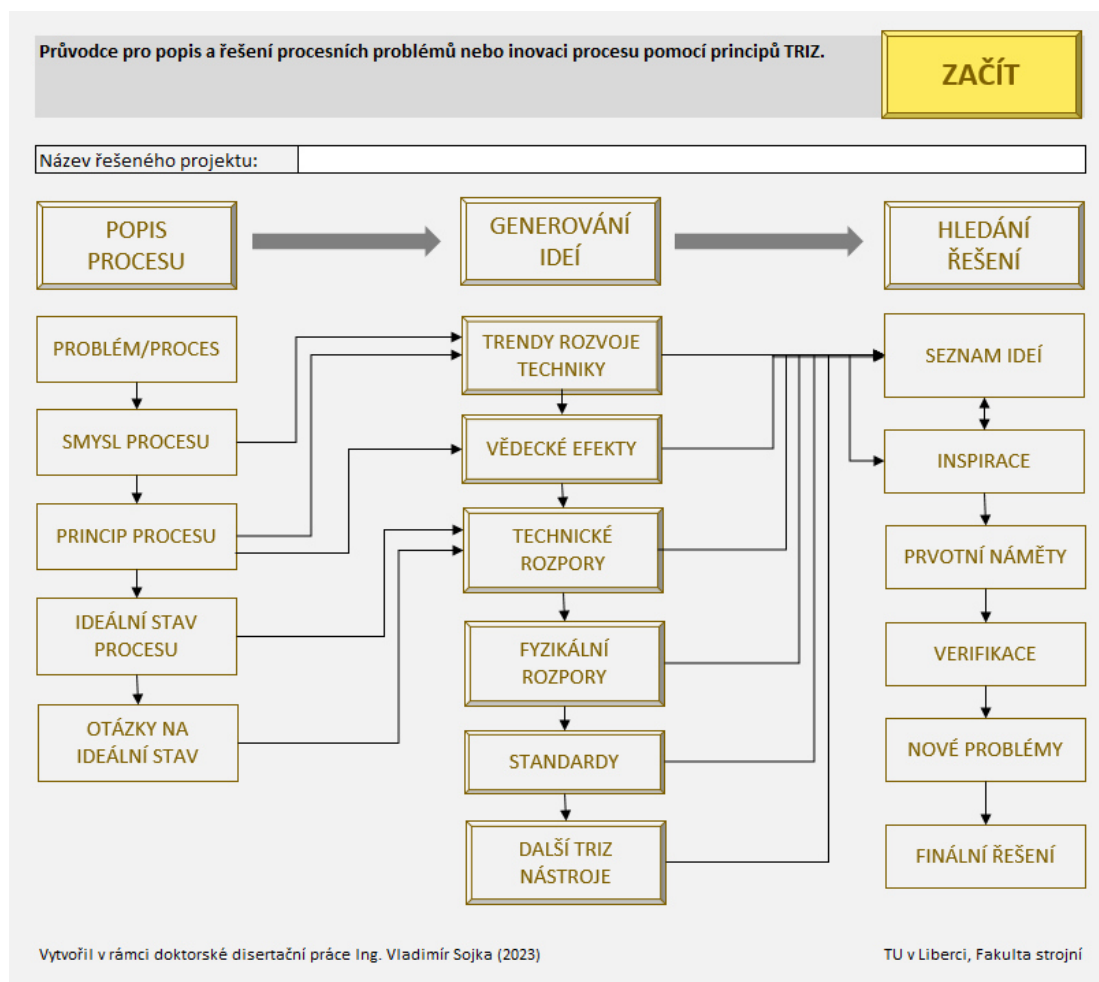 Průvodce pro popis a řešení procesních problémů nebo inovaci procesu pomocí principů TRIZ.
ZAČÍT
Název řešeného projektu:
POPIS
PROCESU
GENEROVÁNÍ
IDEÍ
HLEDÁNÍ
ŘEŠENÍ
PROBLÉM/PROCES
SMYSL PROCESU
PRINCIP PROCESU
IDEÁLNÍ STAV
PROCESU
OTÁZKY NA
IDEÁLNÍ STAV
TRENDY ROZVOJE
TECHNIKY
VĚDECKÉ EFEKTY
TECHNICKÉ
ROZPORY
FYZIKÁLNÍ
ROZPORY
STANDARDY
DALŠÍ TRIZ
NÁSTROJE
SEZNAM IDEÍ
INSPIRACE
PRVOTNÍ NÁMĚTY
VERIFIKACE
NOVÉ PROBLÉMY
FINÁLNÍ ŘEŠENÍ
Vytvořil v rámci doktorské disertační práce Ing. Vladimír Sojka (2023)
TU v Liberci, Fakulta strojní